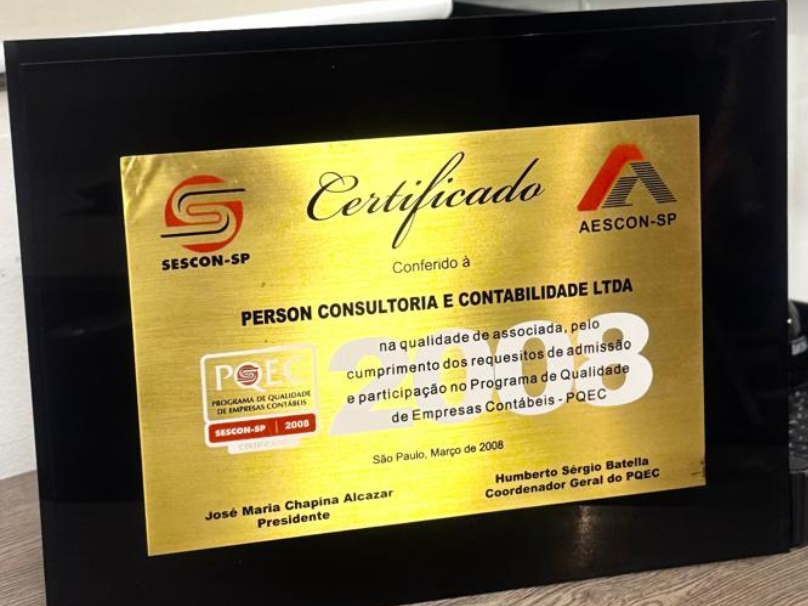 Certificado
SESCON-SP
AESCON-SP
Conferido à
PERSON CONSULTORIA E CONTABILIDADE LTDA
2008
na qualidade de associada, pelo
cumprimento dos requesitos de admissão
e participação no Programa de Qualidade
de Empresas Contábeis - PQEC
PQEC
PROGRAMA DE QUALIDADE
DE EMPRESAS CONTÁBEIS
SESCON-SP | 2008
CERTIFICADO
São Paulo, Março de 2008
José Maria Chapina Alcazar
Presidente
Humberto Sérgio Batella
Coordenador Geral do PQEC